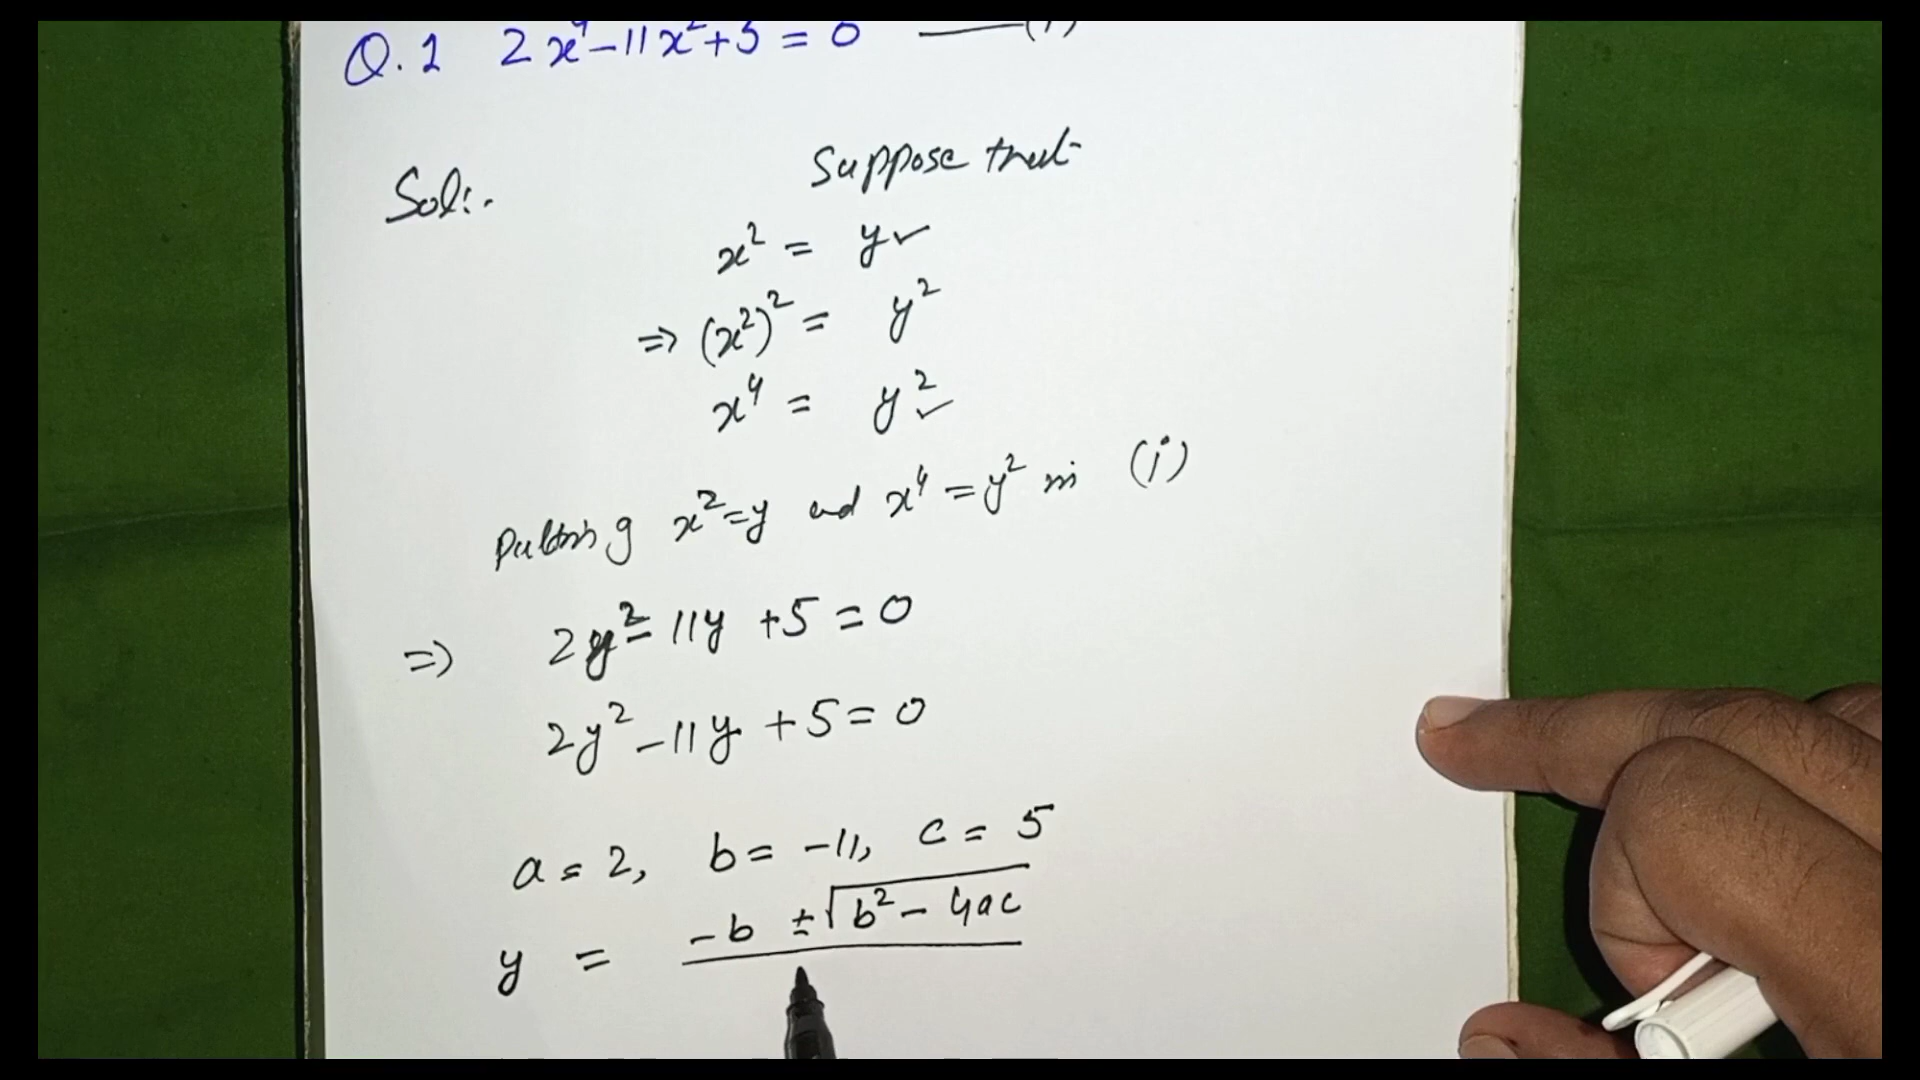 Q.1 2x⁴-11x²+5 = 0 —(i)
Sol:. Suppose that
x² = y✓
⇒ (x²)² = y²
x⁴ = y²✓
Putting x²=y and x⁴=y² in (i)
⇒ 2y²-11y+5=0
2y²-11y+5=0
a=2, b=-11, c=5
y = -b ±√b²-4ac